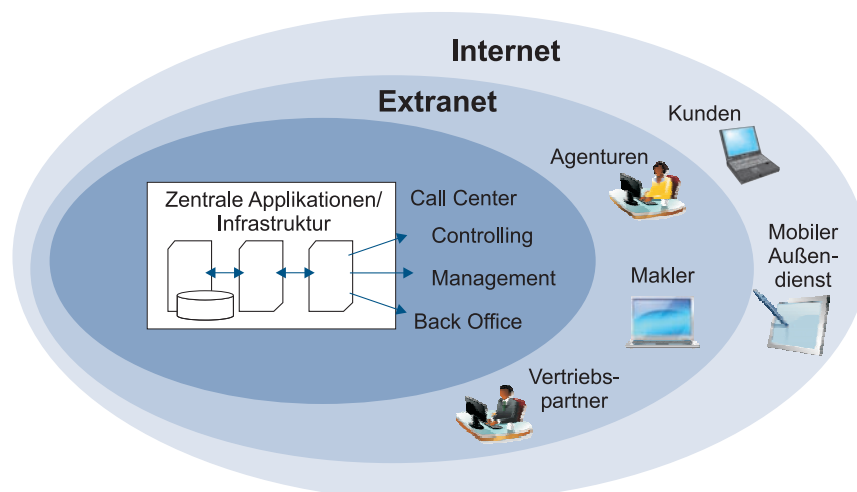 Internet
Extranet
Kunden
Agenturen
Zentrale Applikationen/
Infrastruktur
Call Center
Controlling
Management
Back Office
Mobiler
Außen-
dienst
Makler
Vertriebs-
partner